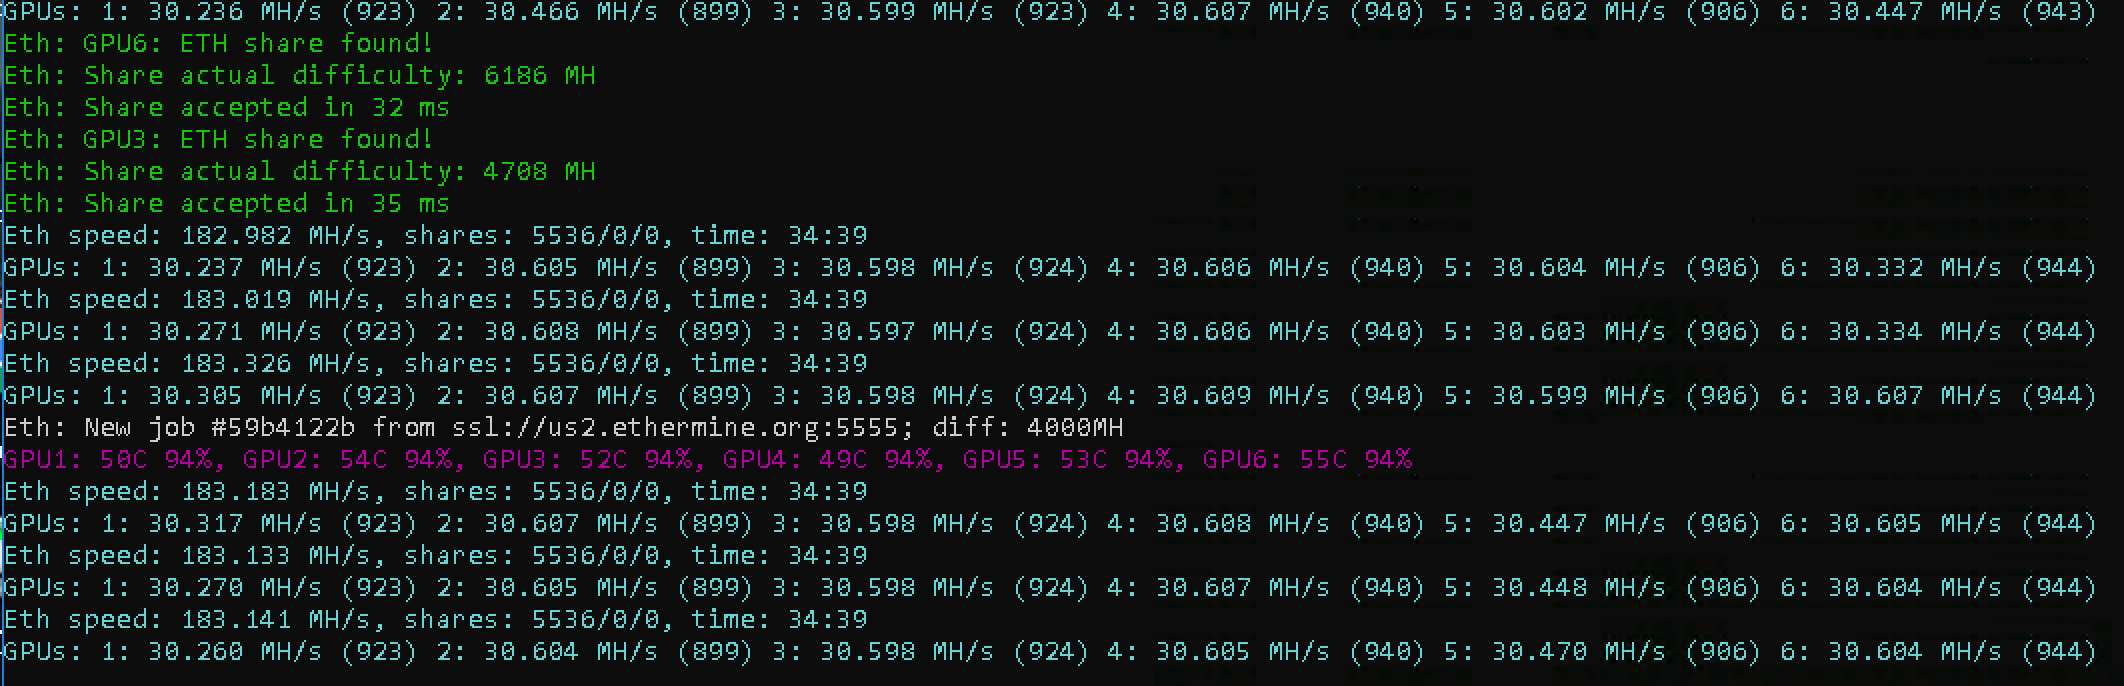 GPUs: 1: 30.236 MH/s (923) 2: 30.466 MH/s (899) 3: 30.599 MH/s (923) 4: 30.607 MH/s (940) 5: 30.602 MH/s (906) 6: 30.447 MH/s (943)
Eth: GPU6: ETH share found!
Eth: Share actual difficulty: 6186 MH
Eth: Share accepted in 32 ms
Eth: GPU3: ETH share found!
Eth: Share actual difficulty: 4708 MH
Eth: Share accepted in 35 ms
Eth speed: 182.982 MH/s, shares: 5536/0/0, time: 34:39
GPUs: 1: 30.237 MH/s (923) 2: 30.605 MH/s (899) 3: 30.598 MH/s (924) 4: 30.606 MH/s (940) 5: 30.604 MH/s (906) 6: 30.332 MH/s (944)
Eth speed: 183.019 MH/s, shares: 5536/0/0, time: 34:39
GPUs: 1: 30.271 MH/s (923) 2: 30.608 MH/s (899) 3: 30.597 MH/s (924) 4: 30.606 MH/s (940) 5: 30.603 MH/s (906) 6: 30.334 MH/s (944)
Eth speed: 183.326 MH/s, shares: 5536/0/0, time: 34:39
GPUs: 1: 30.305 MH/s (923) 2: 30.607 MH/s (899) 3: 30.598 MH/s (924) 4: 30.609 MH/s (940) 5: 30.599 MH/s (906) 6: 30.607 MH/s (944)
Eth: New job #59b4122b from ssl://us2.ethermine.org:5555; diff: 4000MH
GPU1: 50C 94%, GPU2: 54C 94%, GPU3: 52C 94%, GPU4: 49C 94%, GPU5: 53C 94%, GPU6: 55C 94%
Eth speed: 183.183 MH/s, shares: 5536/0/0, time: 34:39
GPUs: 1: 30.317 MH/s (923) 2: 30.607 MH/s (899) 3: 30.598 MH/s (924) 4: 30.608 MH/s (940) 5: 30.447 MH/s (906) 6: 30.605 MH/s (944)
Eth speed: 183.133 MH/s, shares: 5536/0/0, time: 34:39
GPUs: 1: 30.270 MH/s (923) 2: 30.605 MH/s (899) 3: 30.598 MH/s (924) 4: 30.607 MH/s (940) 5: 30.448 MH/s (906) 6: 30.604 MH/s (944)
Eth speed: 183.141 MH/s, shares: 5536/0/0, time: 34:39
GPUs: 1: 30.260 MH/s (923) 2: 30.604 MH/s (899) 3: 30.598 MH/s (924) 4: 30.605 MH/s (940) 5: 30.470 MH/s (906) 6: 30.604 MH/s (944)